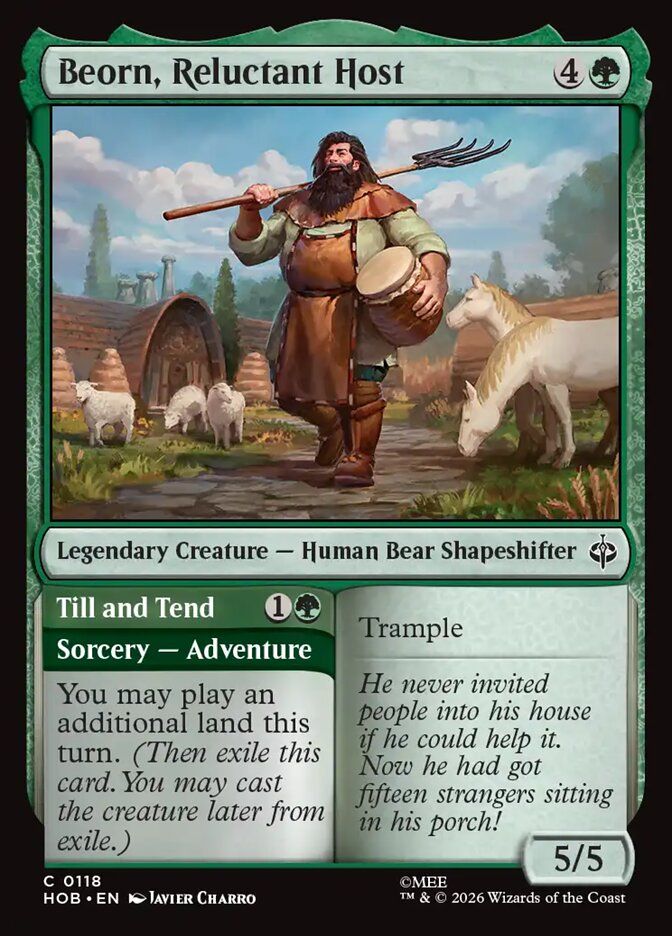 Beorn, Reluctant Host 4
Legendary Creature — Human Bear Shapeshifter
Till and Tend 1
Sorcery — Adventure
You may play an
additional land this
turn. (Then exile this
card. You may cast
the creature later from
exile.)
Trample
He never invited
people into his house
if he could help it.
Now he had got
fifteen strangers sitting
in his porch!
5/5
C 0118
HOB • EN Javier Charro
©MEE
™ & © 2026 Wizards of the Coast